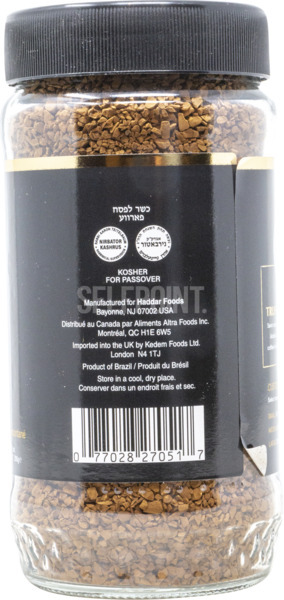 כשר לפסח
פארווע
NIRBATOR
KASHRUS
נירבאטור
KOSHER
FOR PASSOVER
SELFPOINT.
Manufactured for Haddar Foods
Bayonne, NJ 07002 USA
Distribué au Canada par Aliments Altra Foods Inc.
Montréal, QC H1E 6W5
Imported into the UK by Kedem Foods Ltd.
London N4 1TJ
Product of Brazil / Produit du Brésil
Store in a cool, dry place.
Conserver dans un endroit frais et sec.
0 77028 27051 7